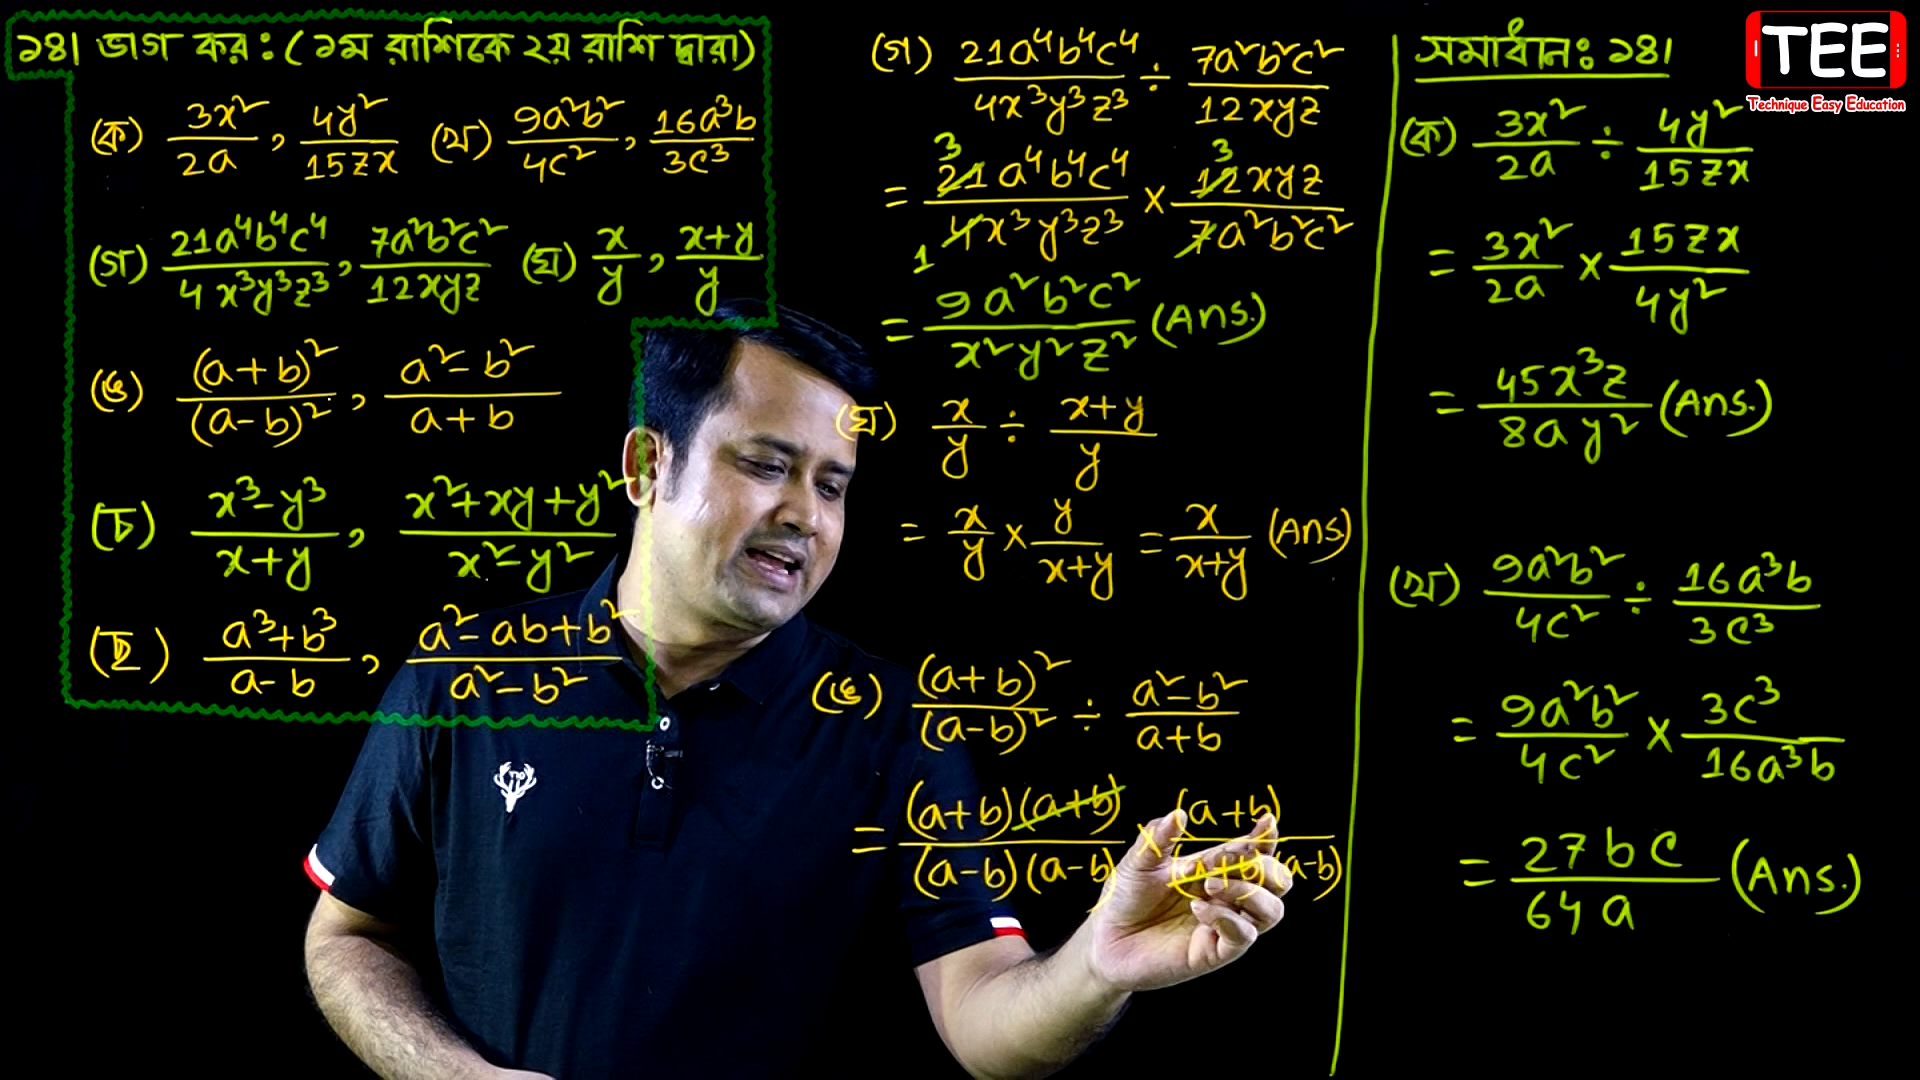 ১৪। ভাগ কর : ( ১ম রাশিকে ২য় রাশি দ্বারা)
(ক) 3x²/2a , 4y²/15zx (খ) 9a²b²/4c² , 16a³b/3c³
(গ) 21a⁴b⁴c⁴/4x³y³z³ , 7a²b²c²/12xyz (ঘ) x/y , x+y/y
(ঙ) (a+b)²/(a-b)² , a²-b²/a+b
(চ) x³-y³/x+y , x²+xy+y²/x²-y²
(ছ) a³+b³/a-b , a²-ab+b²/a²-b²
(গ) 21a⁴b⁴c⁴/4x³y³z³ ÷ 7a²b²c²/12xyz
3 3
= 21a⁴b⁴c⁴/4x³y³z³ × 12xyz/7a²b²c²
1
= 9a²b²c²/x²y²z² (Ans.)
(ঘ) x/y ÷ x+y/y
= x/y × y/x+y = x/x+y (Ans)
(ঙ) (a+b)²/(a-b)² ÷ a²-b²/a+b
= (a+b)(a+b)/(a-b)(a-b) × (a+b)/(a+b)(a-b)
সমাধান: ১৪।
(ক) 3x²/2a ÷ 4y²/15zx
= 3x²/2a × 15zx/4y²
= 45x³z/8ay² (Ans.)
(খ) 9a²b²/4c² ÷ 16a³b/3c³
= 9a²b²/4c² × 3c³/16a³b
= 27bc/64a (Ans.)
TEE
Technique Easy Education